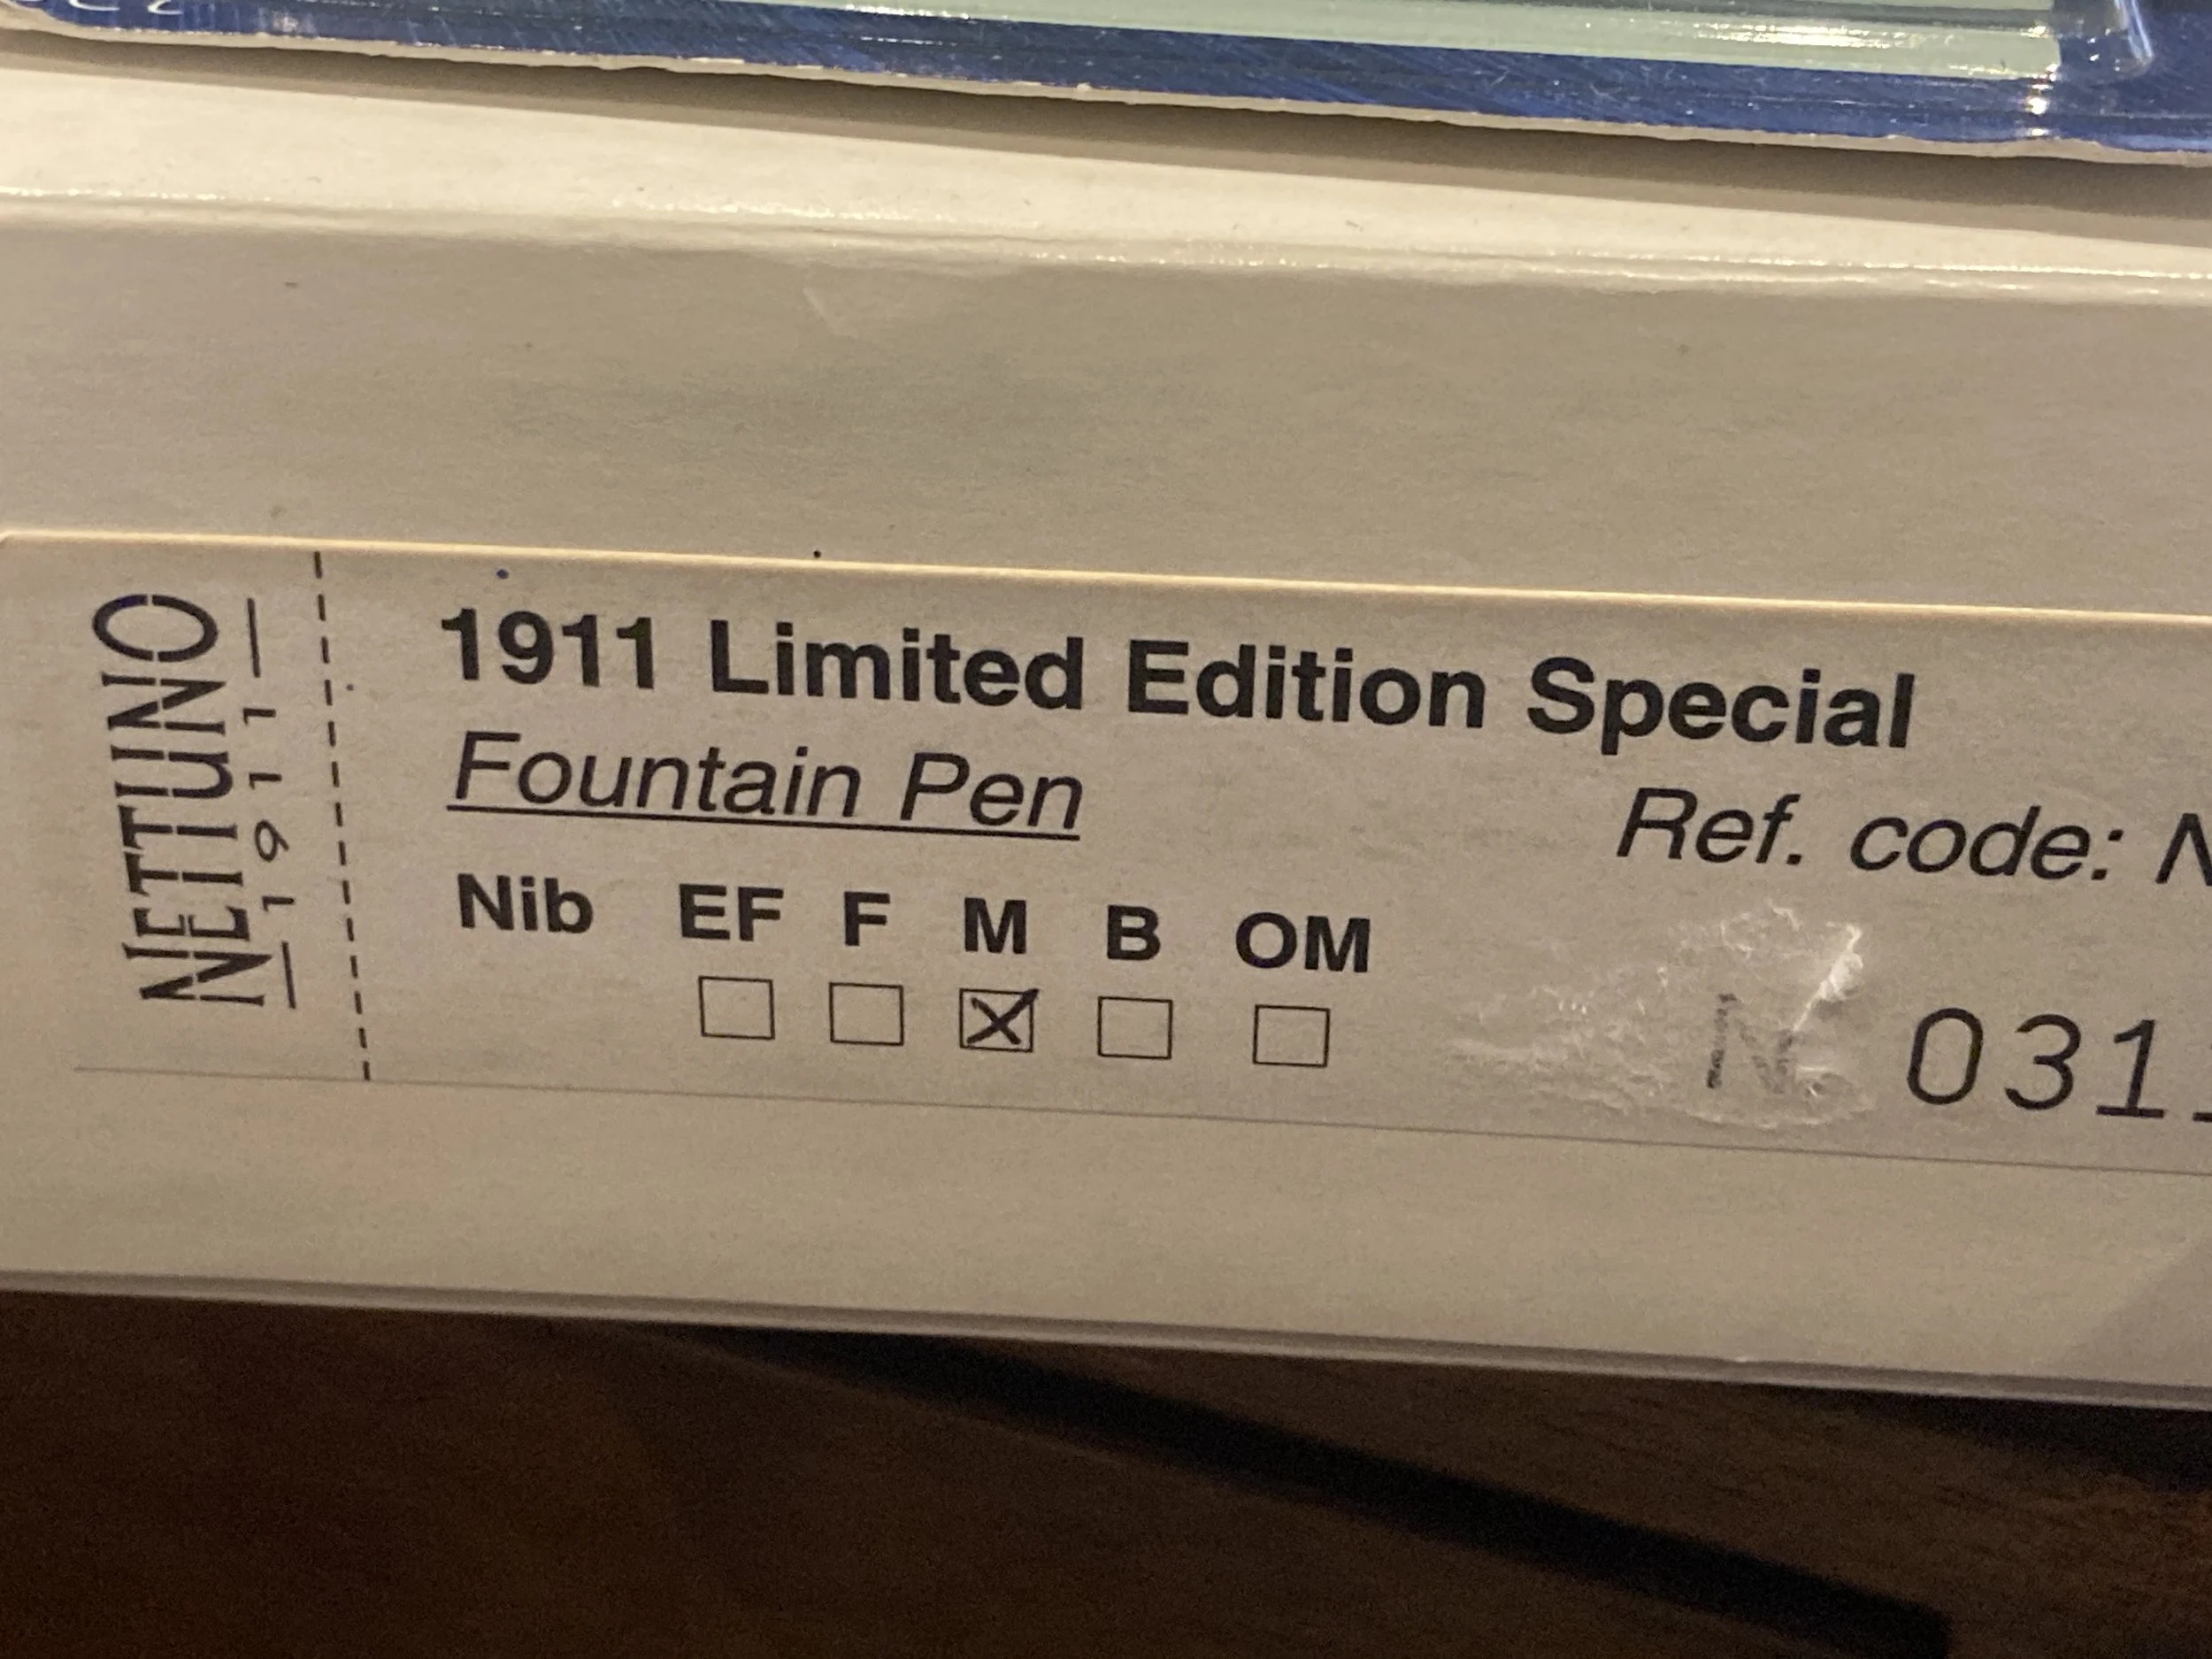 NETTUNO
1911
1911 Limited Edition Special
Fountain Pen
Ref. code: N
Nib EF F M B OM
N 031